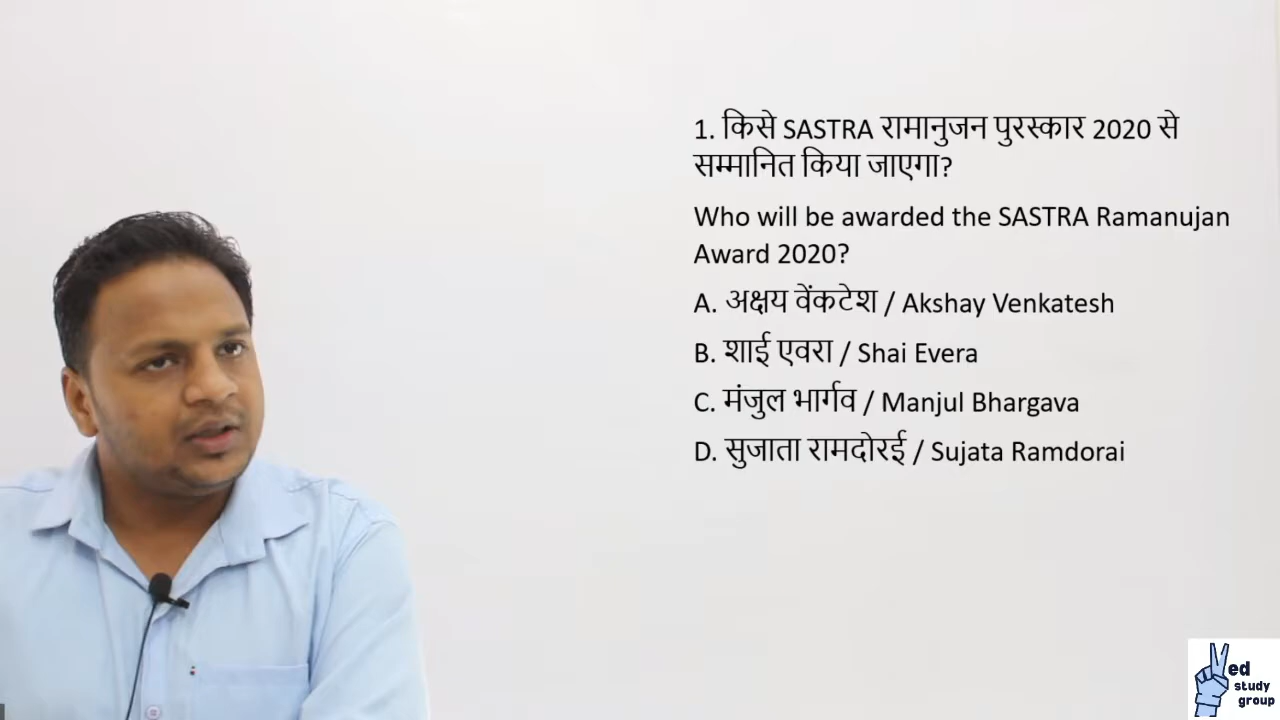 1. किसे SASTRA रामानुजन पुरस्कार 2020 से
सम्मानित किया जाएगा?
Who will be awarded the SASTRA Ramanujan
Award 2020?
A. अक्षय वेंकटेश / Akshay Venkatesh
B. शाई एवरा / Shai Evera
C. मंजुल भार्गव / Manjul Bhargava
D. सुजाता रामदोरई / Sujata Ramdorai
Ved
study
group